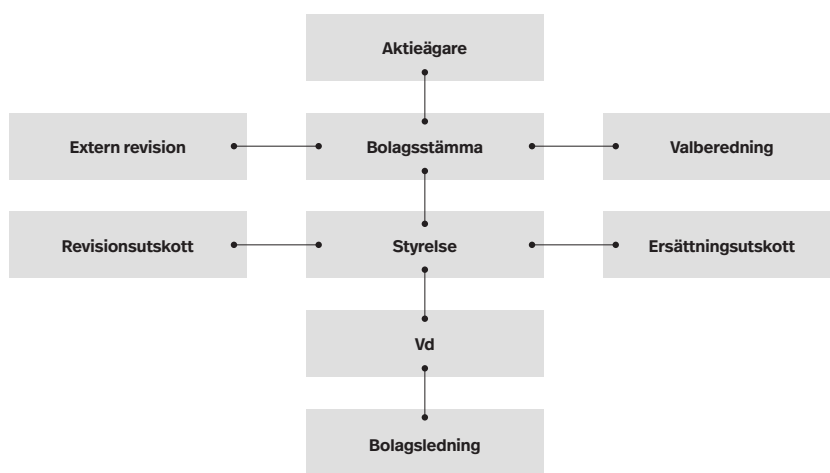 Aktieägare
Extern revision
Bolagsstämma
Valberedning
Revisionsutskott
Styrelse
Ersättningsutskott
Vd
Bolagsledning